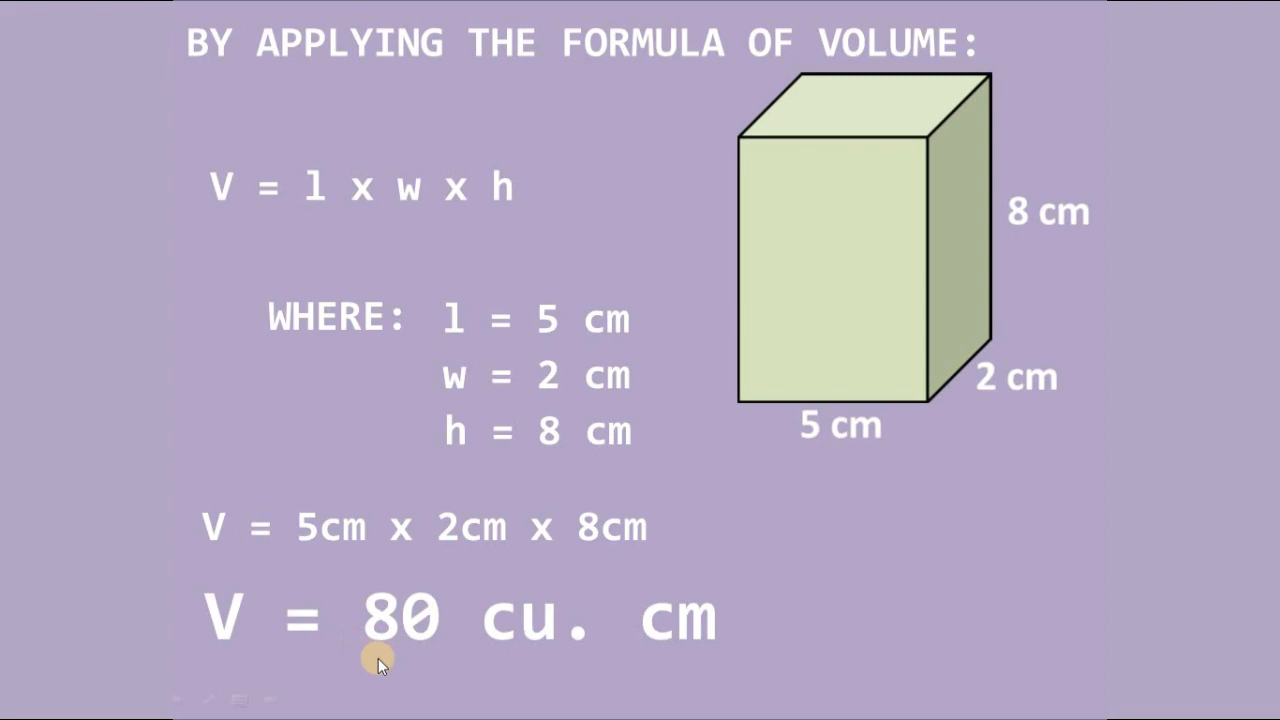 BY APPLYING THE FORMULA OF VOLUME:
V = l x w x h
8 cm
WHERE: l = 5 cm
w = 2 cm
2 cm
h = 8 cm
5 cm
V = 5cm x 2cm x 8cm
V = 80 cu. cm